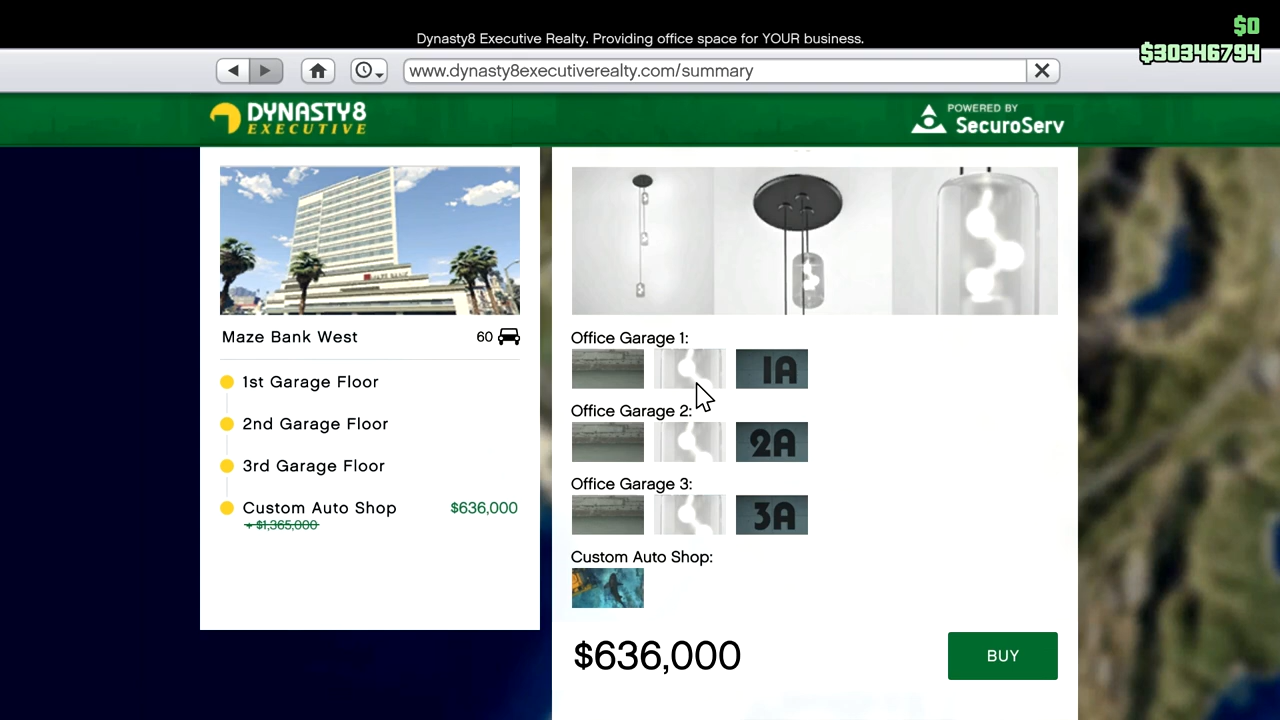 $0
$30346794
Dynasty8 Executive Realty. Providing office space for YOUR business.
www.dynasty8executiverealty.com/summary
DYNASTY8
EXECUTIVE
POWERED BY
SecuroServ
MAZE BANK
Maze Bank West 60
1st Garage Floor
2nd Garage Floor
3rd Garage Floor
Custom Auto Shop $636,000
+ $1,365,000
Office Garage 1:
1A
Office Garage 2:
2A
Office Garage 3:
3A
Custom Auto Shop:
$636,000
BUY